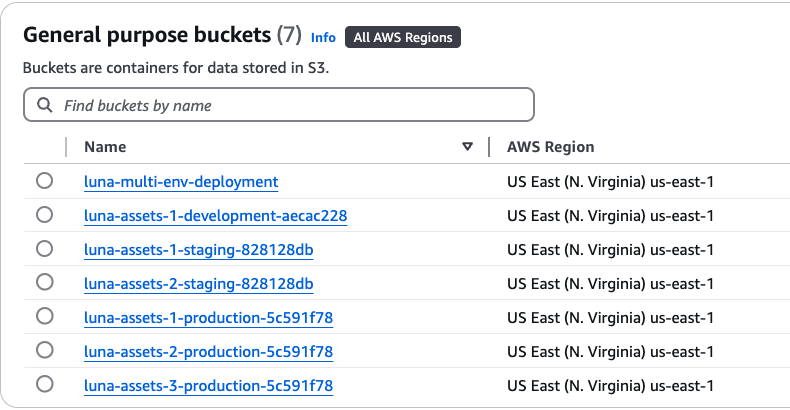 General purpose buckets (7) Info All AWS Regions
Buckets are containers for data stored in S3.
Find buckets by name
Name AWS Region
luna-multi-env-deployment US East (N. Virginia) us-east-1
luna-assets-1-development-aecac228 US East (N. Virginia) us-east-1
luna-assets-1-staging-828128db US East (N. Virginia) us-east-1
luna-assets-2-staging-828128db US East (N. Virginia) us-east-1
luna-assets-1-production-5c591f78 US East (N. Virginia) us-east-1
luna-assets-2-production-5c591f78 US East (N. Virginia) us-east-1
luna-assets-3-production-5c591f78 US East (N. Virginia) us-east-1